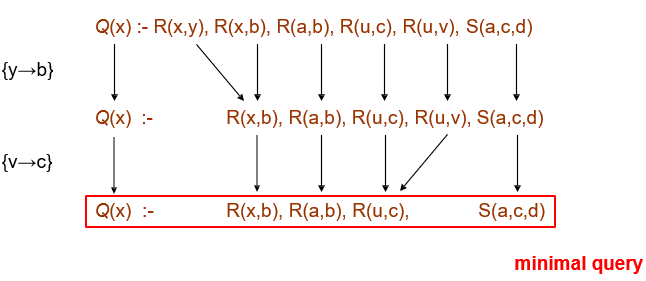 Q(x) :- R(x,y), R(x,b), R(a,b), R(u,c), R(u,v), S(a,c,d)
{y→b}
Q(x) :- R(x,b), R(a,b), R(u,c), R(u,v), S(a,c,d)
{v→c}
Q(x) :- R(x,b), R(a,b), R(u,c), S(a,c,d)
minimal query